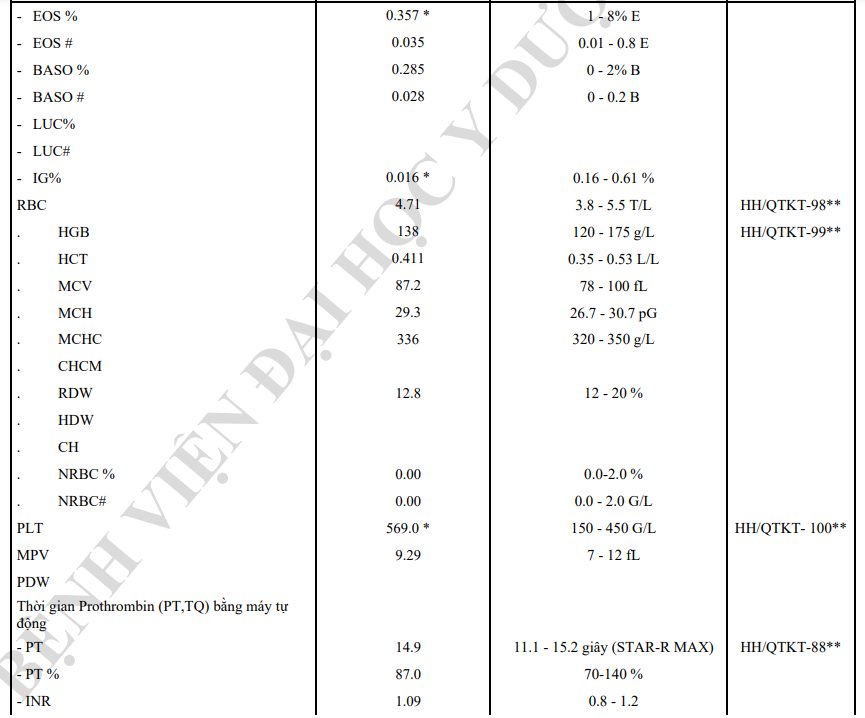 - EOS % 0.357 * 1 - 8% E
- EOS # 0.035 0.01 - 0.8 E
- BASO % 0.285 0 - 2% B
- BASO # 0.028 0 - 0.2 B
- LUC%
- LUC#
- IG% 0.016 * 0.16 - 0.61 %
RBC 4.71 3.8 - 5.5 T/L HH/QTKT-98**
. HGB 138 120 - 175 g/L HH/QTKT-99**
. HCT 0.411 0.35 - 0.53 L/L
. MCV 87.2 78 - 100 fL
. MCH 29.3 26.7 - 30.7 pG
. MCHC 336 320 - 350 g/L
. CHCM
. RDW 12.8 12 - 20 %
. HDW
. CH
. NRBC % 0.00 0.0-2.0 %
. NRBC# 0.00 0.0 - 2.0 G/L
PLT 569.0 * 150 - 450 G/L HH/QTKT- 100**
MPV 9.29 7 - 12 fL
PDW
Thời gian Prothrombin (PT,TQ) bằng máy tự
động
- PT 14.9 11.1 - 15.2 giây (STAR-R MAX) HH/QTKT-88**
- PT % 87.0 70-140 %
- INR 1.09 0.8 - 1.2
BỆNH VIỆN ĐẠI HỌC Y DƯỢ